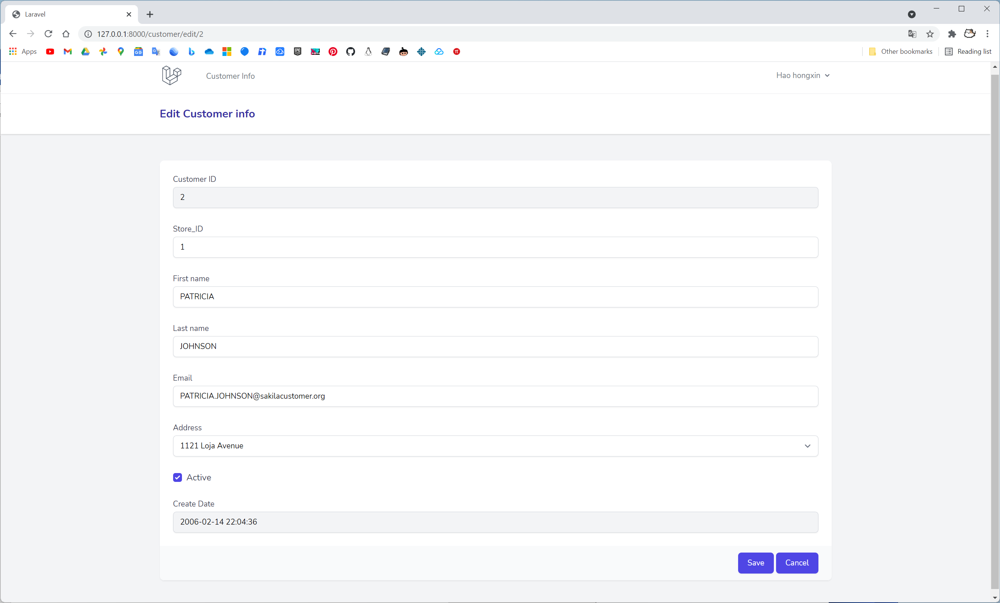 Laravel
127.0.0.1:8000/customer/edit/2
Apps
EPIC GAMES
Other bookmarks
Reading list
Customer Info
Hao hongxin
Edit Customer info
Customer ID
2
Store_ID
1
First name
PATRICIA
Last name
JOHNSON
Email
PATRICIA.JOHNSON@sakilacustomer.org
Address
1121 Loja Avenue
Active
Create Date
2006-02-14 22:04:36
Save Cancel